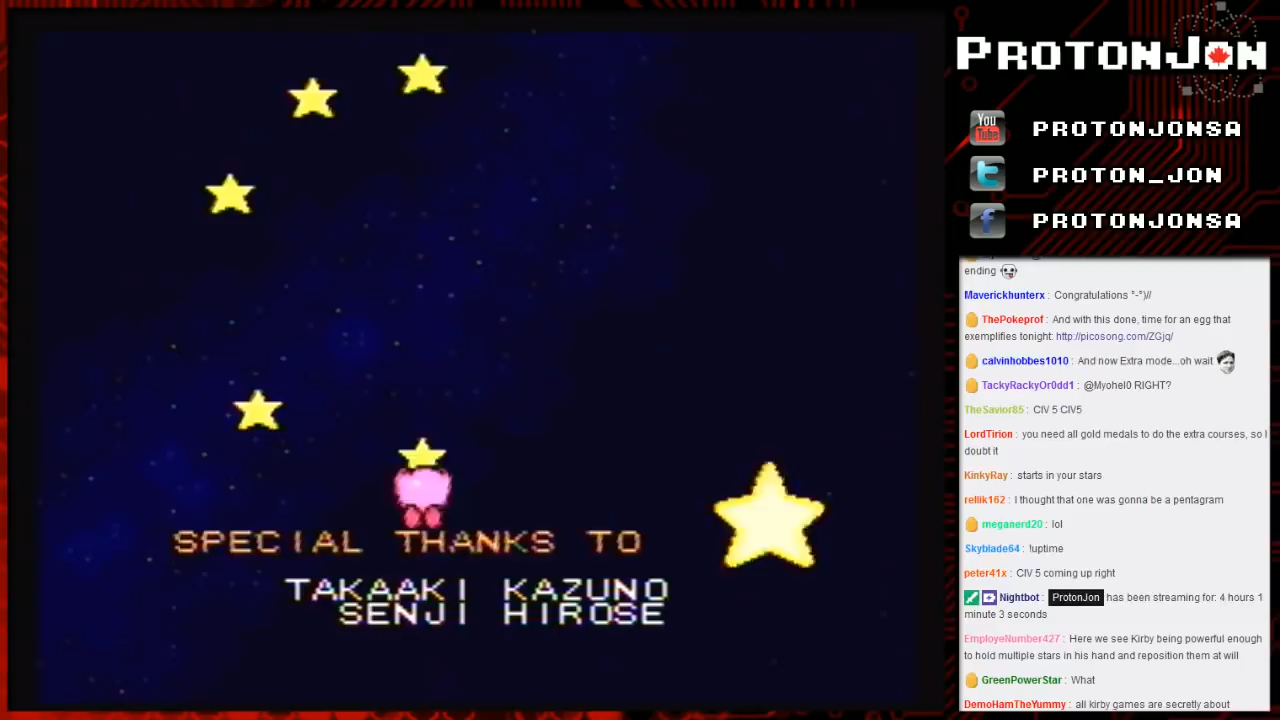 SPECIAL THANKS TO
TAKAAKI KAZUNO
SENJI HIROSE
PROTONJON
You
Tube
PROTONJONSA
PROTON_JON
PROTONJONSA
ending
Maverickhunterx : Congratulations °-°)//
ThePokeprof : And with this done, time for an egg that
exemplifies tonight: http://picosong.com/ZGjq/
calvinhobbes1010 : And now Extra mode...oh wait
TackyRackyOr0dd1 : @Myohel0 RIGHT?
TheSavior85 : CIV 5 CIV5
LordTirion : you need all gold medals to do the extra courses, so I
doubt it
KinkyRay : starts in your stars
rellik162 : I thought that one was gonna be a pentagram
meganerd20 : lol
Skyblade64 : !uptime
peter41x : CIV 5 coming up right
Nightbot : ProtonJon has been streaming for: 4 hours 1
minute 3 seconds
EmployeNumber427 : Here we see Kirby being powerful enough
to hold multiple stars in his hand and reposition them at will
GreenPowerStar : What
DemoHamTheYummy : all kirby games are secretly about